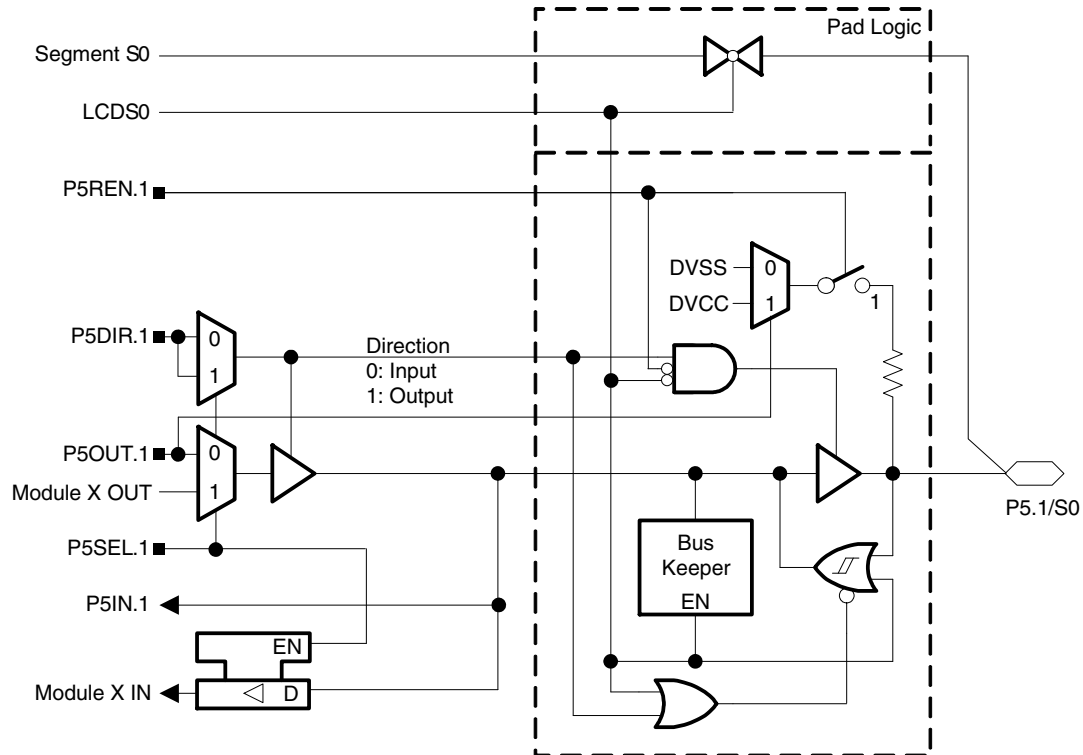 Pad Logic
Segment S0
LCDS0
P5REN.1
DVSS
0
DVCC
1
1
P5DIR.1
0
1
Direction
0: Input
1: Output
P5OUT.1
0
Module X OUT
1
P5.1/S0
P5SEL.1
Bus
Keeper
EN
P5IN.1
EN
Module X IN
D